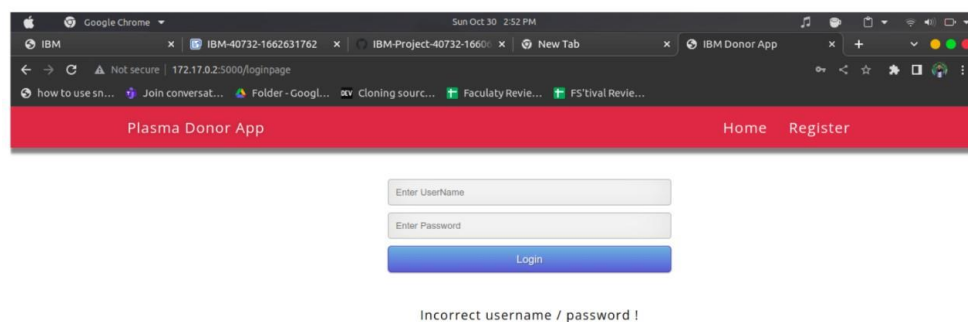 Google Chrome
Sun Oct 30 2:52 PM
IBM
IBM-40732-1662631762
IBM-Project-40732-16606
New Tab
IBM Donor App
Not secure | 172.17.0.2:5000/loginpage
how to use sn... Join conversat... Folder - Googl... DEV Cloning sourc... Faculaty Revie... FS'tival Revie...
Plasma Donor App Home Register
Enter UserName
Enter Password
Login
Incorrect username / password !